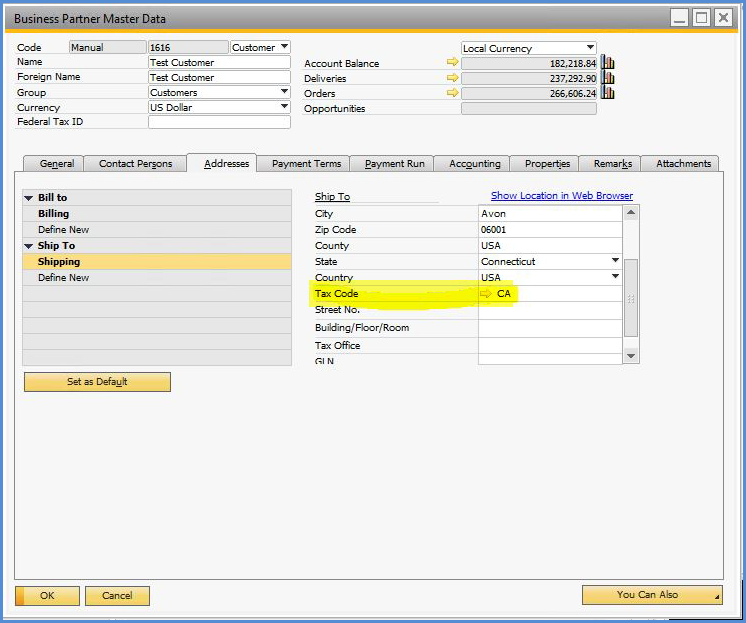 Business Partner Master Data
Code Manual 1616 Customer
Name Test Customer
Foreign Name Test Customer
Group Customers
Currency US Dollar
Federal Tax ID
Local Currency
Account Balance 182,218.84
Deliveries 237,292.90
Orders 266,606.24
Opportunities
General Contact Persons Addresses Payment Terms Payment Run Accounting Properties Remarks Attachments
Bill to
Billing
Define New
Ship To
Shipping
Define New
Set as Default
Ship To Show Location in Web Browser
City Avon
Zip Code 06001
County USA
State Connecticut
Country USA
Tax Code CA
Street No.
Building/Floor/Room
Tax Office
GLN
OK Cancel You Can Also